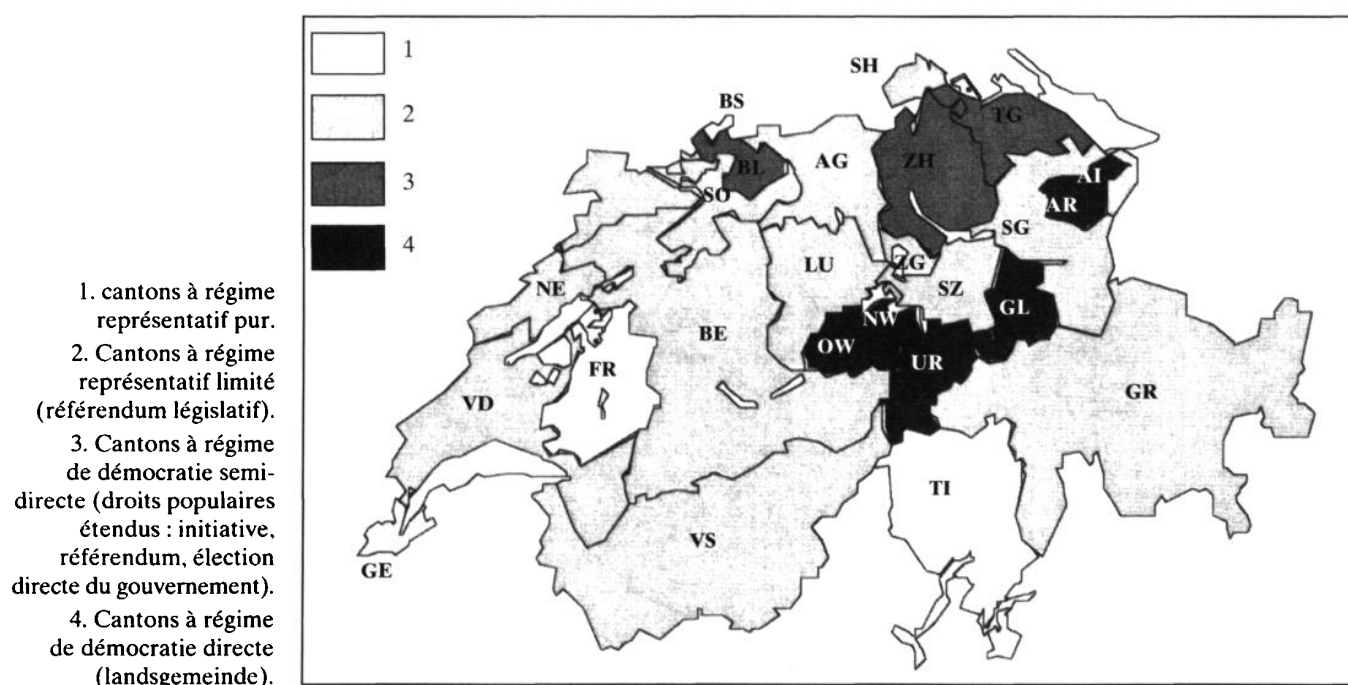 1
2
3
4
SH
BS
TG
BL
AG
ZH
AI
SO
AR
SG
LU
ZG
NE
SZ
NW
GL
BE
OW
UR
FR
VD
GR
TI
VS
GE
1. cantons à régime
représentatif pur.
2. Cantons à régime
représentatif limité
(référendum législatif).
3. Cantons à régime
de démocratie semi-
directe (droits populaires
étendus : initiative,
référendum, élection
directe du gouvernement).
4. Cantons à régime
de démocratie directe
(landsgemeinde).